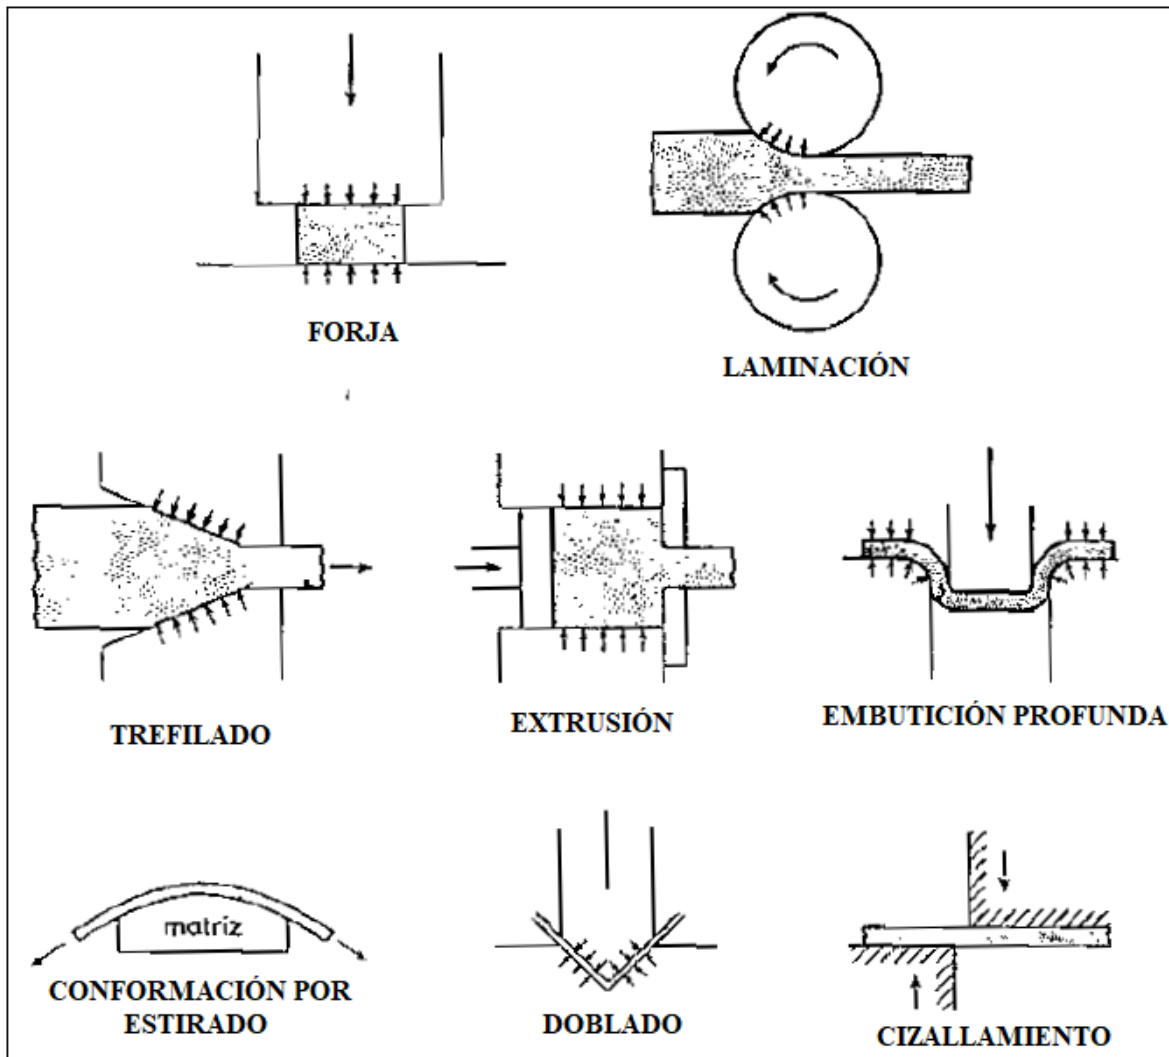 FORJA
LAMINACIÓN
TREFILADO
EXTRUSIÓN
EMBUTICIÓN PROFUNDA
matriz
CONFORMACIÓN POR
ESTIRADO
DOBLADO
CIZALLAMIENTO